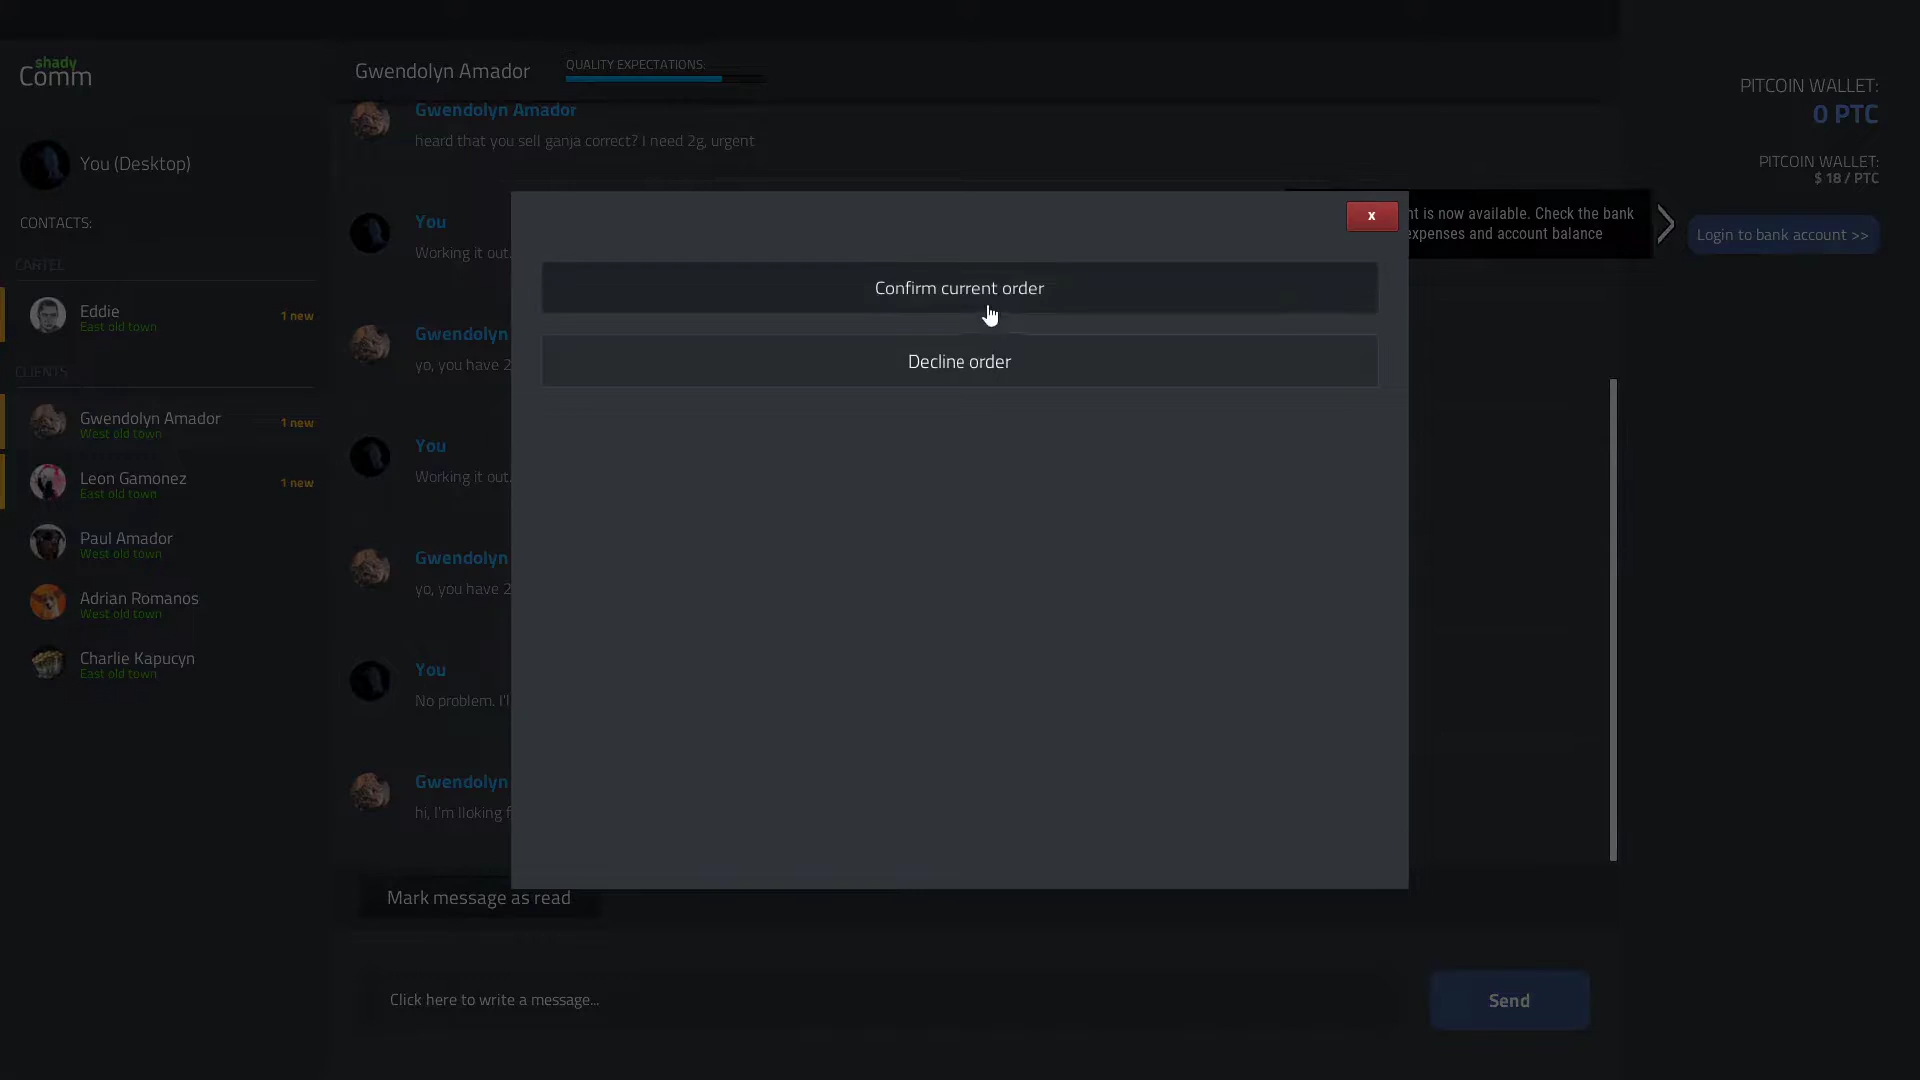 shady
Comm
You (Desktop)
CONTACTS:
CARTEL
Eddie
East old town
1 new
CLIENTS
Gwendolyn Amador
West old town
1 new
Leon Gamonez
East old town
1 new
Paul Amador
West old town
Adrian Romanos
West old town
Charlie Kapucyn
East old town
Gwendolyn Amador
QUALITY EXPECTATIONS:
Gwendolyn Amador
heard that you sell ganja correct? I need 2g, urgent
You
Working it out.
Gwendolyn
yo, you have 2
You
Working it out.
Gwendolyn
yo, you have 2
You
No problem. I'l
Gwendolyn
hi, I'm lloking f
Mark message as read
Click here to write a message...
Send
x
Confirm current order
Decline order
nt is now available. Check the bank
expenses and account balance
PITCOIN WALLET:
0 PTC
PITCOIN WALLET:
$ 18 / PTC
Login to bank account >>